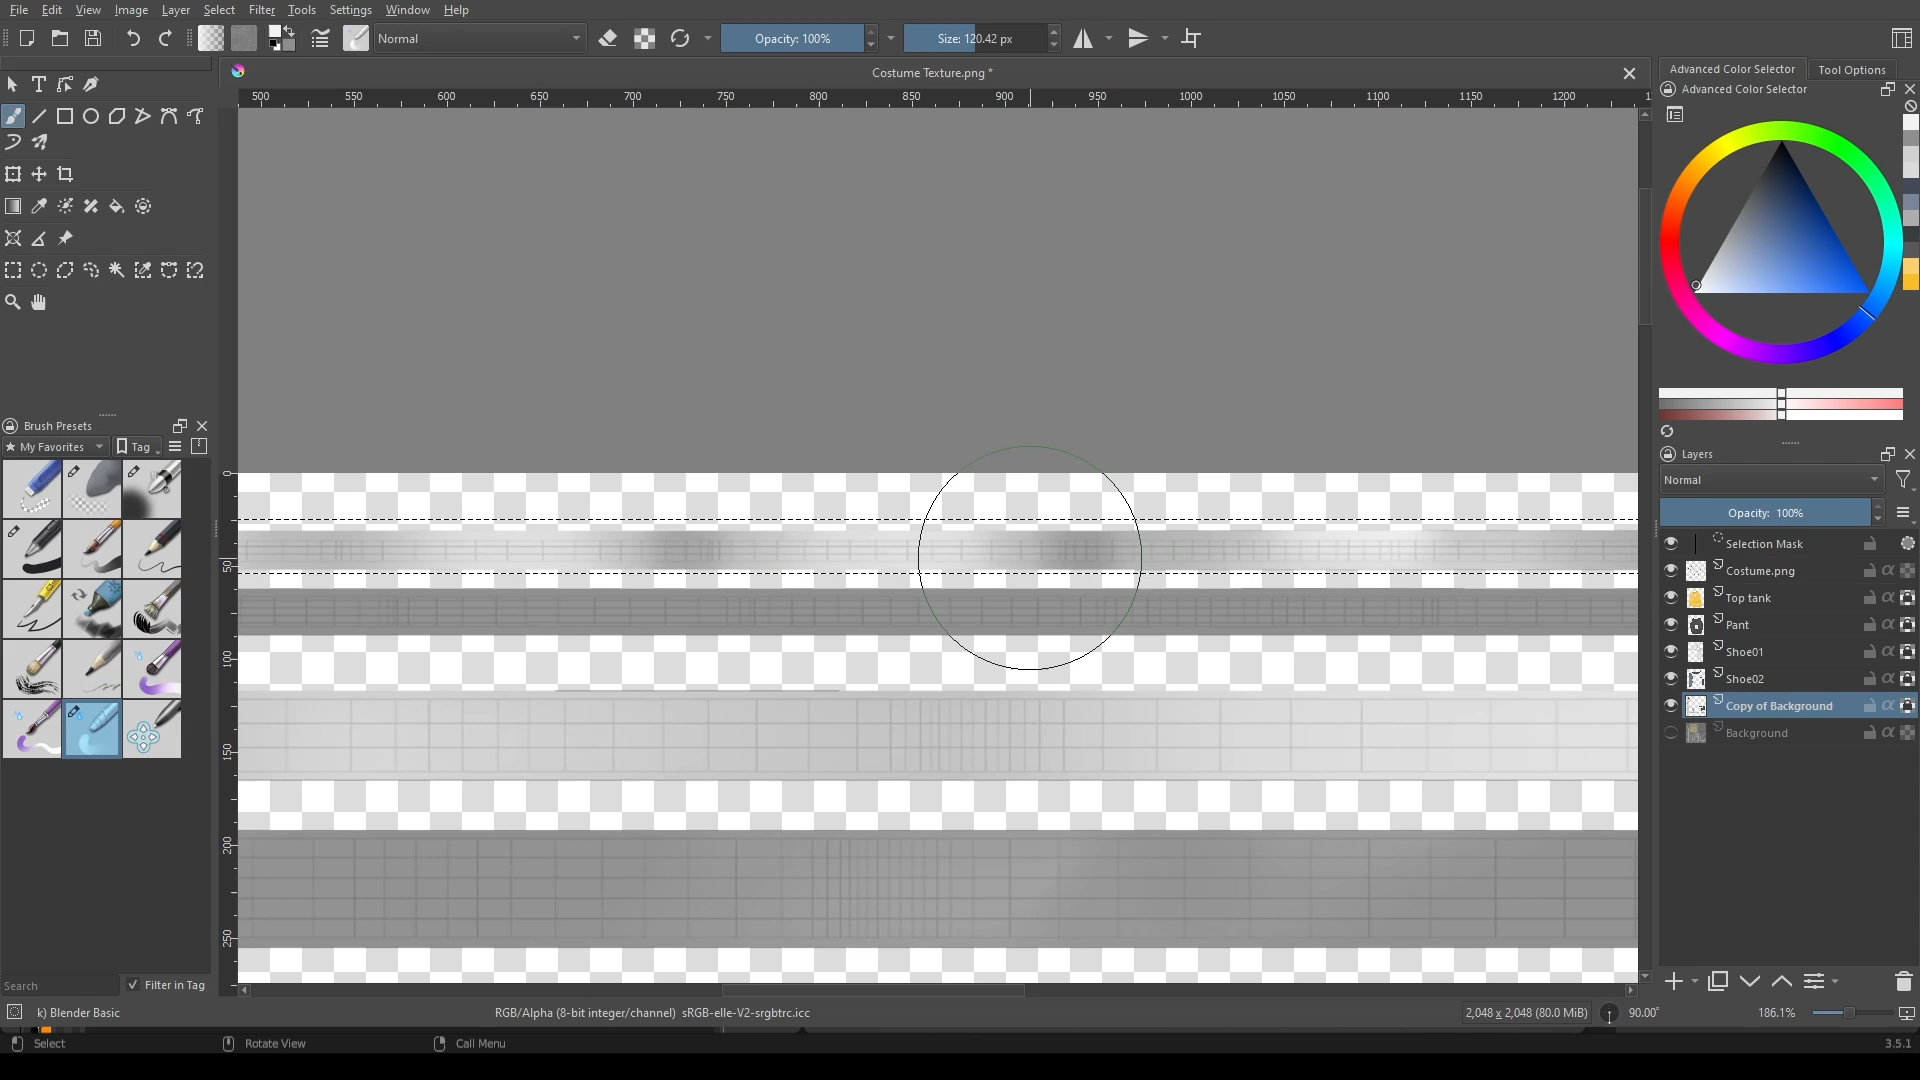 File Edit View Image Layer Select Filter Tools Settings Window Help
Normal
Opacity: 100%
Size: 120.42 px
Costume Texture.png *
500 550 600 650 700 750 800 850 900 950 1000 1050 1100 1150 1200 1
Advanced Color Selector Tool Options
Advanced Color Selector
Brush Presets
My Favorites Tag
Layers
Normal
Opacity: 100%
Selection Mask
Costume.png
Top tank
Pant
Shoe01
Shoe02
Copy of Background
Background
0
50
100
150
200
250
Search Filter in Tag
k) Blender Basic
RGB/Alpha (8-bit integer/channel) sRGB-elle-V2-srgbtrc.icc
2,048 x 2,048 (80.0 MiB)
90.00°
186.1%
Select Rotate View Call Menu
3.5.1